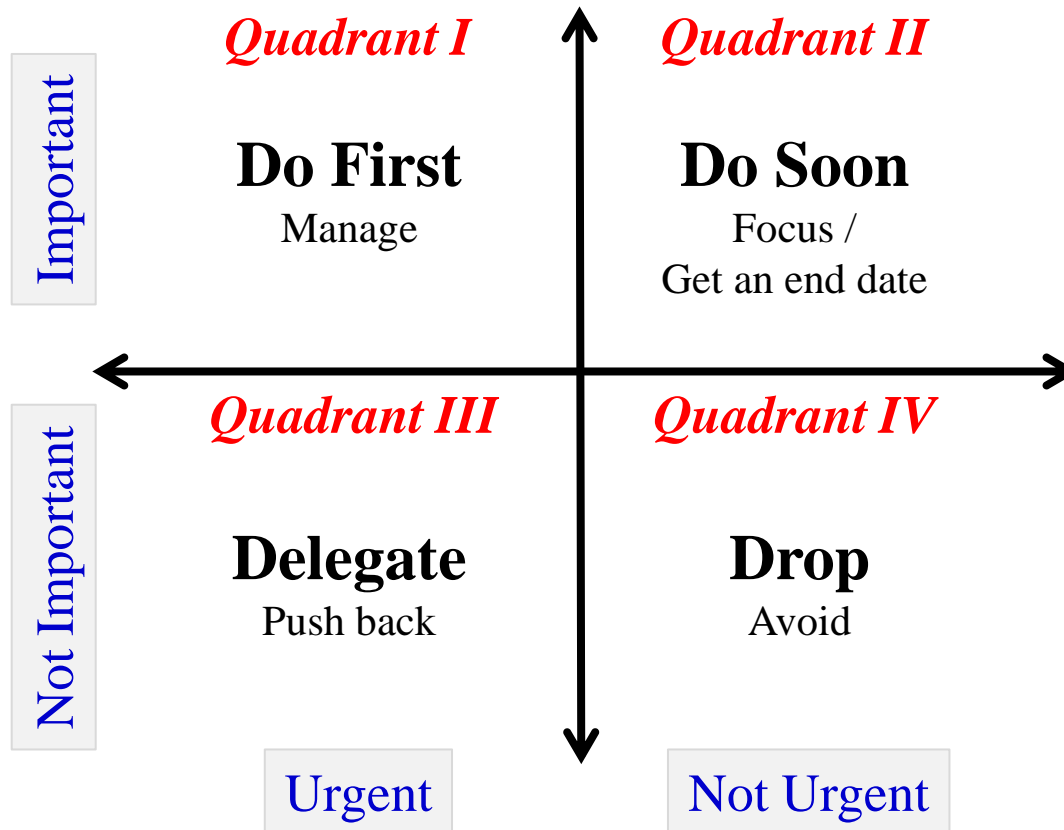 Quadrant I
Quadrant II
Important
Do First
Manage
Do Soon
Focus /
Get an end date
Quadrant III
Quadrant IV
Not Important
Delegate
Push back
Drop
Avoid
Urgent
Not Urgent